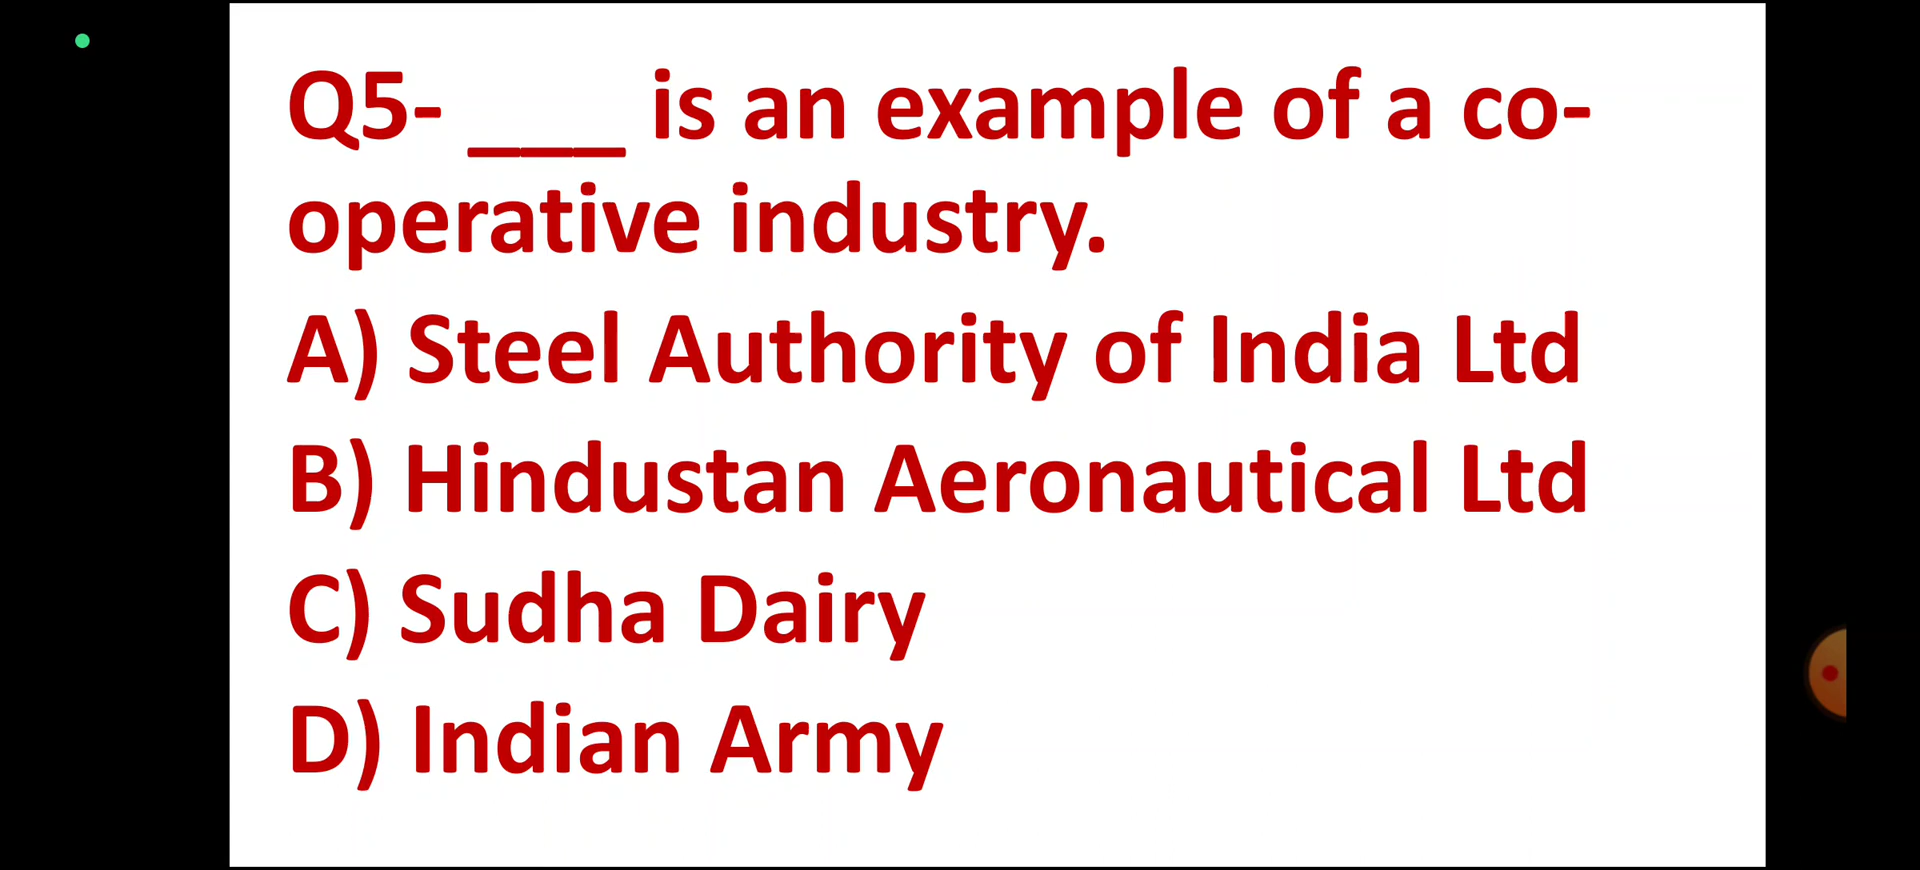 Q5- ___ is an example of a co-
operative industry.
A) Steel Authority of India Ltd
B) Hindustan Aeronautical Ltd
C) Sudha Dairy
D) Indian Army